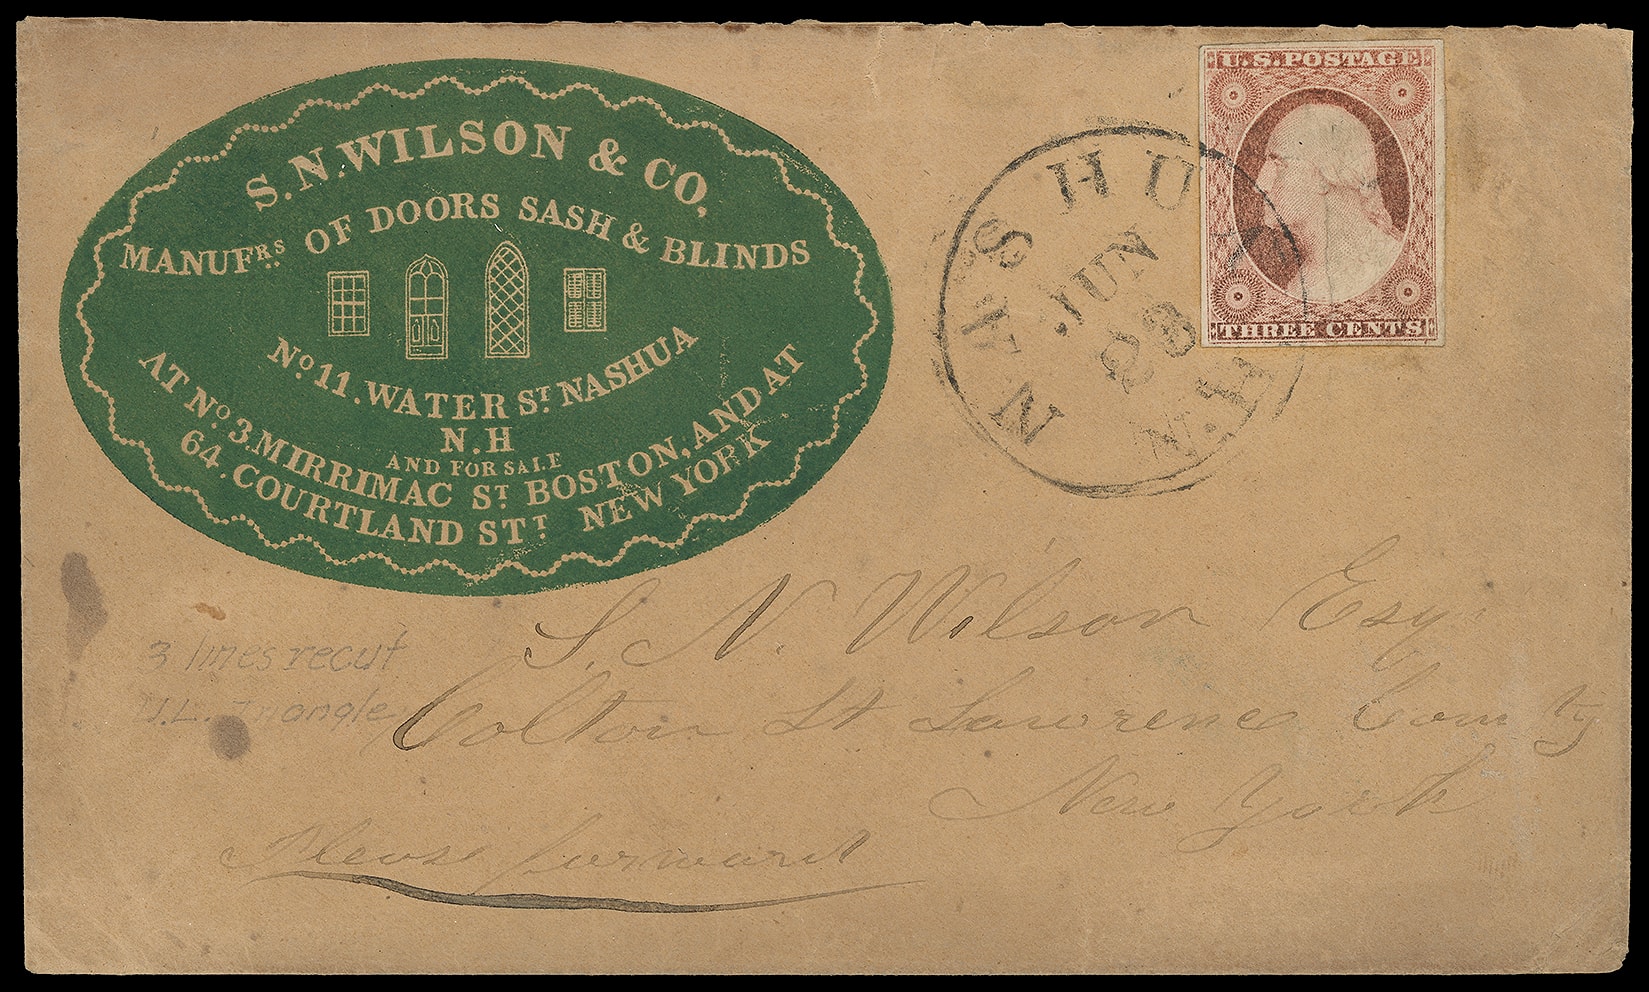 S. N. WILSON & CO,
MANUFRS. OF DOORS SASH & BLINDS
No 11. WATER ST. NASHUA
N.H
AND FOR SALE
AT No. 3. MIRRIMAC ST. BOSTON, AND AT
64. COURTLAND STT. NEW YORK
U.S. POSTAGE
THREE CENTS
NASHUA
N.H.
JUN
23
S. N. Wilson Esq.
Colton St Lawrence County
New York
Please forward
3 lines recut
U.L. Triangle